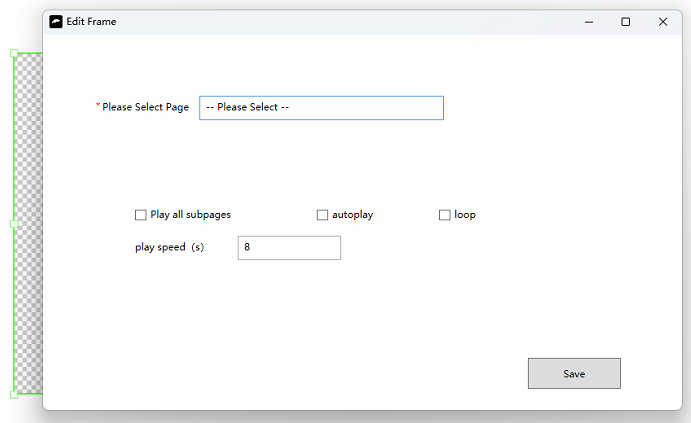 Edit Frame
*Please Select Page -- Please Select --
Play all subpages autoplay loop
play speed（s） 8
Save